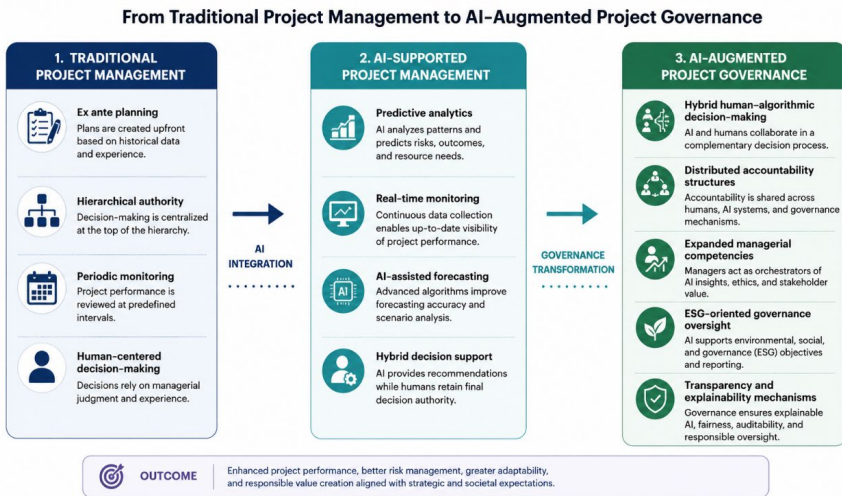 From Traditional Project Management to AI-Augmented Project Governance
1. TRADITIONAL
PROJECT MANAGEMENT
Ex ante planning
Plans are created upfront
based on historical data
and experience.
Hierarchical authority
Decision-making is centralized
at the top of the hierarchy.
Periodic monitoring
Project performance is
reviewed at predefined
intervals.
Human-centered
decision-making
Decisions rely on managerial
judgment and experience.
AI
INTEGRATION
2. AI-SUPPORTED
PROJECT MANAGEMENT
Predictive analytics
AI analyzes patterns and
predicts risks, outcomes,
and resource needs.
Real-time monitoring
Continuous data collection
enables up-to-date visibility
of project performance.
AI
AI-assisted forecasting
Advanced algorithms improve
forecasting accuracy and
scenario analysis.
Hybrid decision support
AI provides recommendations
while humans retain final
decision authority.
GOVERNANCE
TRANSFORMATION
3. AI-AUGMENTED
PROJECT GOVERNANCE
Hybrid human-algorithmic
decision-making
AI and humans collaborate in a
complementary decision process.
Distributed accountability
structures
Accountability is shared across
humans, AI systems, and governance
mechanisms.
Expanded managerial
competencies
Managers act as orchestrators of
AI insights, ethics, and stakeholder
value.
ESG-oriented governance
oversight
AI supports environmental, social,
and governance (ESG) objectives
and reporting.
Transparency and
explainability mechanisms
Governance ensures explainable
AI, fairness, auditability, and
responsible oversight.
OUTCOME
Enhanced project performance, better risk management, greater adaptability,
and responsible value creation aligned with strategic and societal expectations.